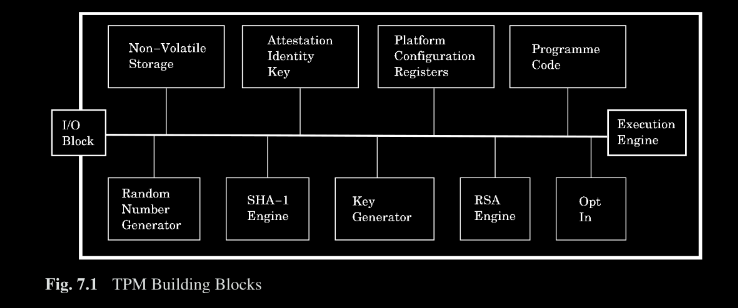 Non-Volatile
Storage
Attestation
Identity
Key
Platform
Configuration
Registers
Programme
Code
I/O
Block
Execution
Engine
Random
Number
Generator
SHA-1
Engine
Key
Generator
RSA
Engine
Opt
In
Fig. 7.1 TPM Building Blocks